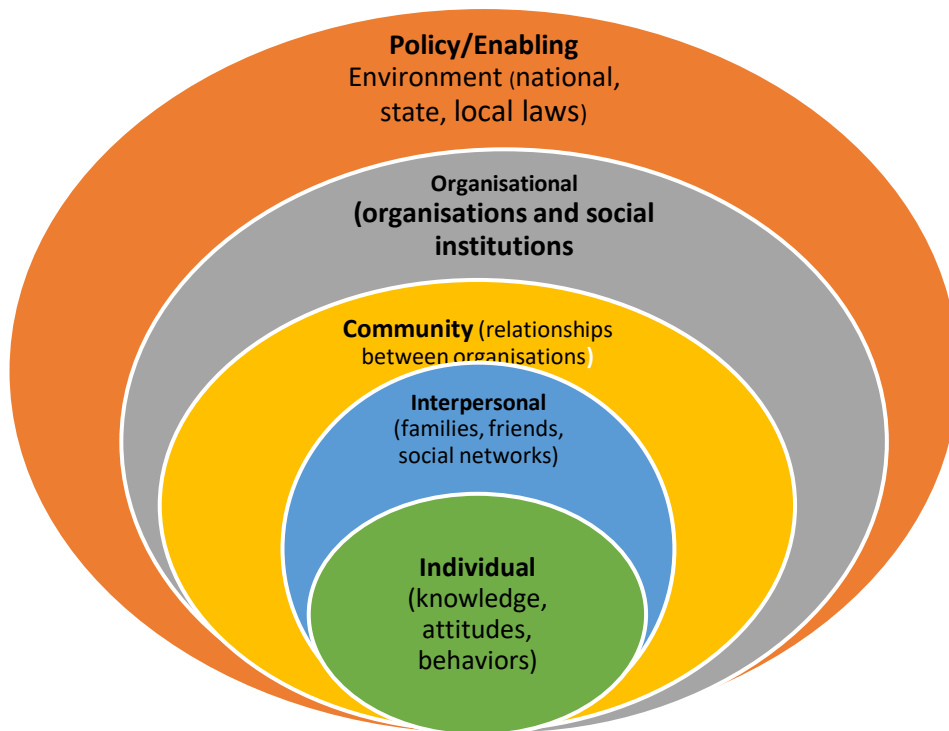 Policy/Enabling
Environment (national,
state, local laws)
Organisational
(organisations and social
institutions
Community (relationships
between organisations)
Interpersonal
(families, friends,
social networks)
Individual
(knowledge,
attitudes,
behaviors)